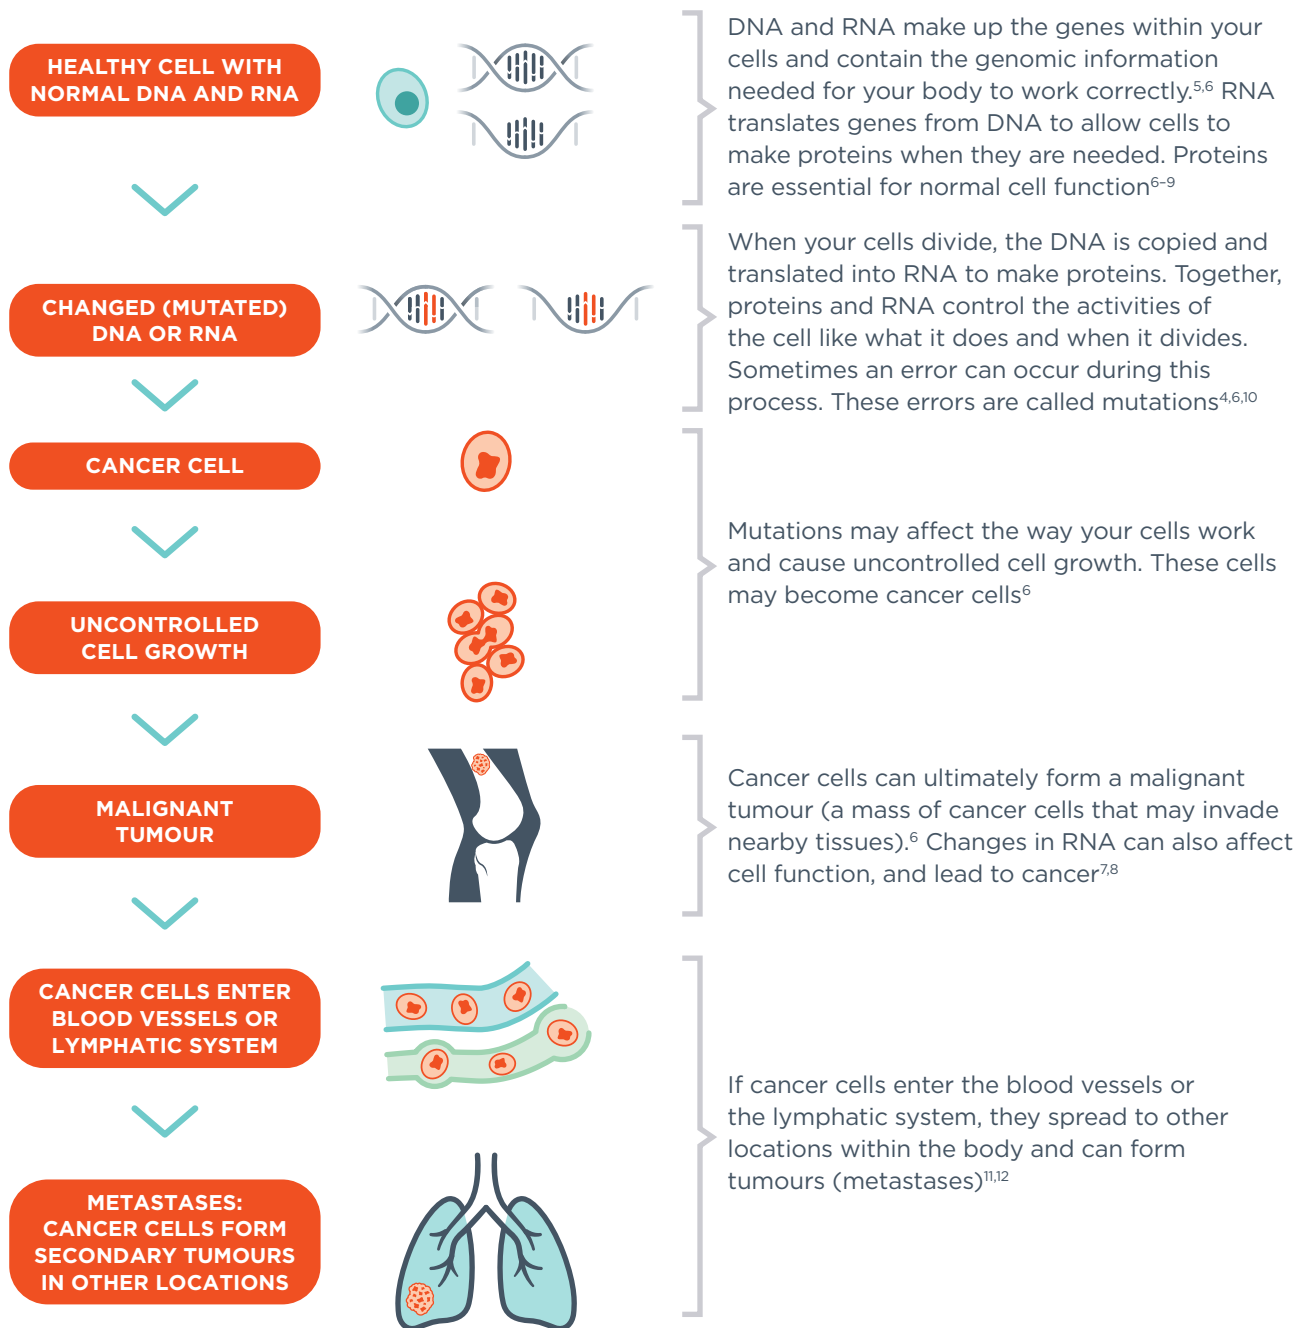 HEALTHY CELL WITH
NORMAL DNA AND RNA
DNA and RNA make up the genes within your
cells and contain the genomic information
needed for your body to work correctly.5,6 RNA
translates genes from DNA to allow cells to
make proteins when they are needed. Proteins
are essential for normal cell function6–9
CHANGED (MUTATED)
DNA OR RNA
When your cells divide, the DNA is copied and
translated into RNA to make proteins. Together,
proteins and RNA control the activities of
the cell like what it does and when it divides.
Sometimes an error can occur during this
process. These errors are called mutations4,6,10
CANCER CELL
UNCONTROLLED
CELL GROWTH
Mutations may affect the way your cells work
and cause uncontrolled cell growth. These cells
may become cancer cells6
MALIGNANT
TUMOUR
Cancer cells can ultimately form a malignant
tumour (a mass of cancer cells that may invade
nearby tissues).6 Changes in RNA can also affect
cell function, and lead to cancer7,8
CANCER CELLS ENTER
BLOOD VESSELS OR
LYMPHATIC SYSTEM
METASTASES:
CANCER CELLS FORM
SECONDARY TUMOURS
IN OTHER LOCATIONS
If cancer cells enter the blood vessels or
the lymphatic system, they spread to other
locations within the body and can form
tumours (metastases)11,12